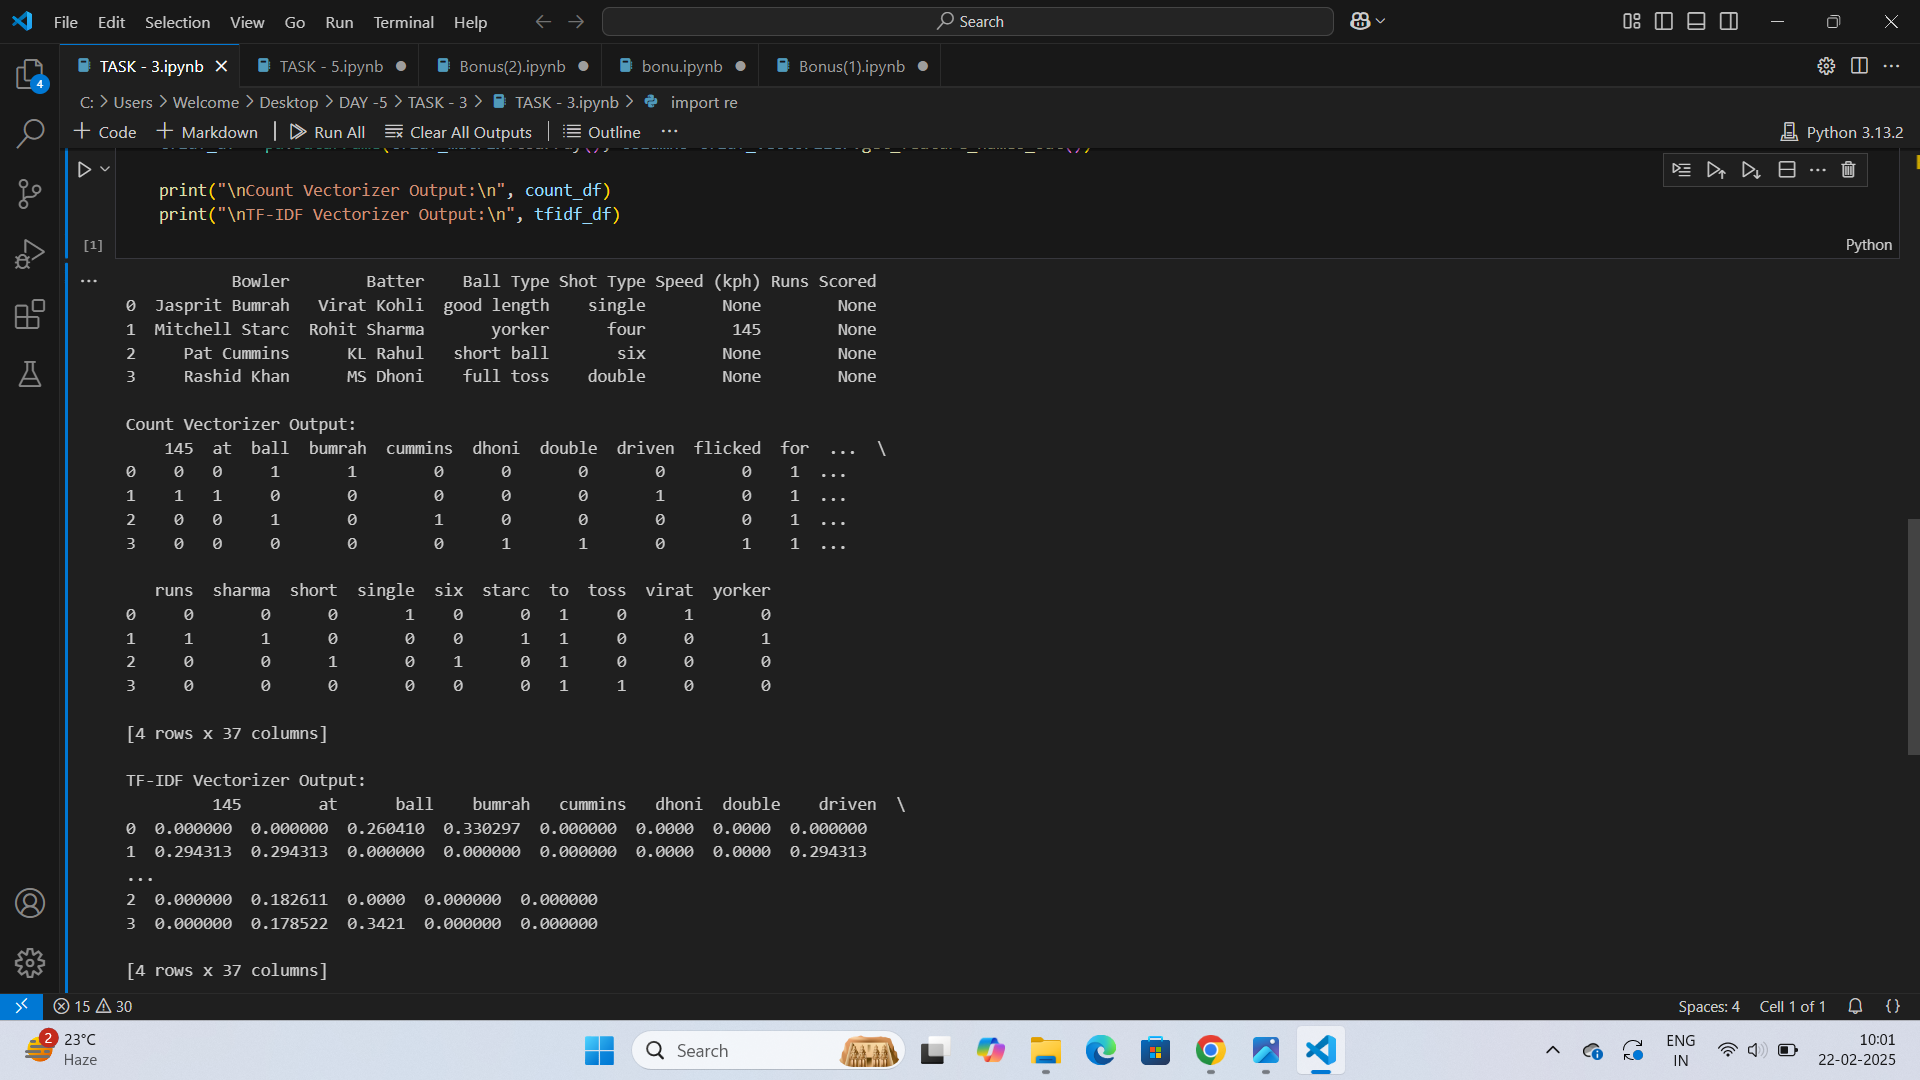 File Edit Selection View Go Run Terminal Help
Search
TASK - 3.ipynb TASK - 5.ipynb Bonus(2).ipynb bonu.ipynb Bonus(1).ipynb
4
C: > Users > Welcome > Desktop > DAY -5 > TASK - 3 > TASK - 3.ipynb > import re
+ Code + Markdown | Run All Clear All Outputs | Outline ...
Python 3.13.2
print("\nCount Vectorizer Output:\n", count_df)
print("\nTF-IDF Vectorizer Output:\n", tfidf_df)
[1]
Python
Bowler Batter Ball Type Shot Type Speed (kph) Runs Scored
0 Jasprit Bumrah Virat Kohli good length single None None
1 Mitchell Starc Rohit Sharma yorker four 145 None
2 Pat Cummins KL Rahul short ball six None None
3 Rashid Khan MS Dhoni full toss double None None
Count Vectorizer Output:
145 at ball bumrah cummins dhoni double driven flicked for ... \
0 0 0 1 1 0 0 0 0 0 1 ...
1 1 1 0 0 0 0 0 1 0 1 ...
2 0 0 1 0 1 0 0 0 0 1 ...
3 0 0 0 0 0 1 1 0 1 1 ...
runs sharma short single six starc to toss virat yorker
0 0 0 0 1 0 0 1 0 1 0
1 1 1 0 0 0 1 1 0 0 1
2 0 0 1 0 1 0 1 0 0 0
3 0 0 0 0 0 0 1 1 0 0
[4 rows x 37 columns]
TF-IDF Vectorizer Output:
145 at ball bumrah cummins dhoni double driven \
0 0.000000 0.000000 0.260410 0.330297 0.000000 0.0000 0.0000 0.000000
1 0.294313 0.294313 0.000000 0.000000 0.000000 0.0000 0.0000 0.294313
...
2 0.000000 0.182611 0.0000 0.000000 0.000000
3 0.000000 0.178522 0.3421 0.000000 0.000000
[4 rows x 37 columns]
15 30
Spaces: 4 Cell 1 of 1 {}
2
23°C
Haze
Search
ENG
IN
10:01
22-02-2025